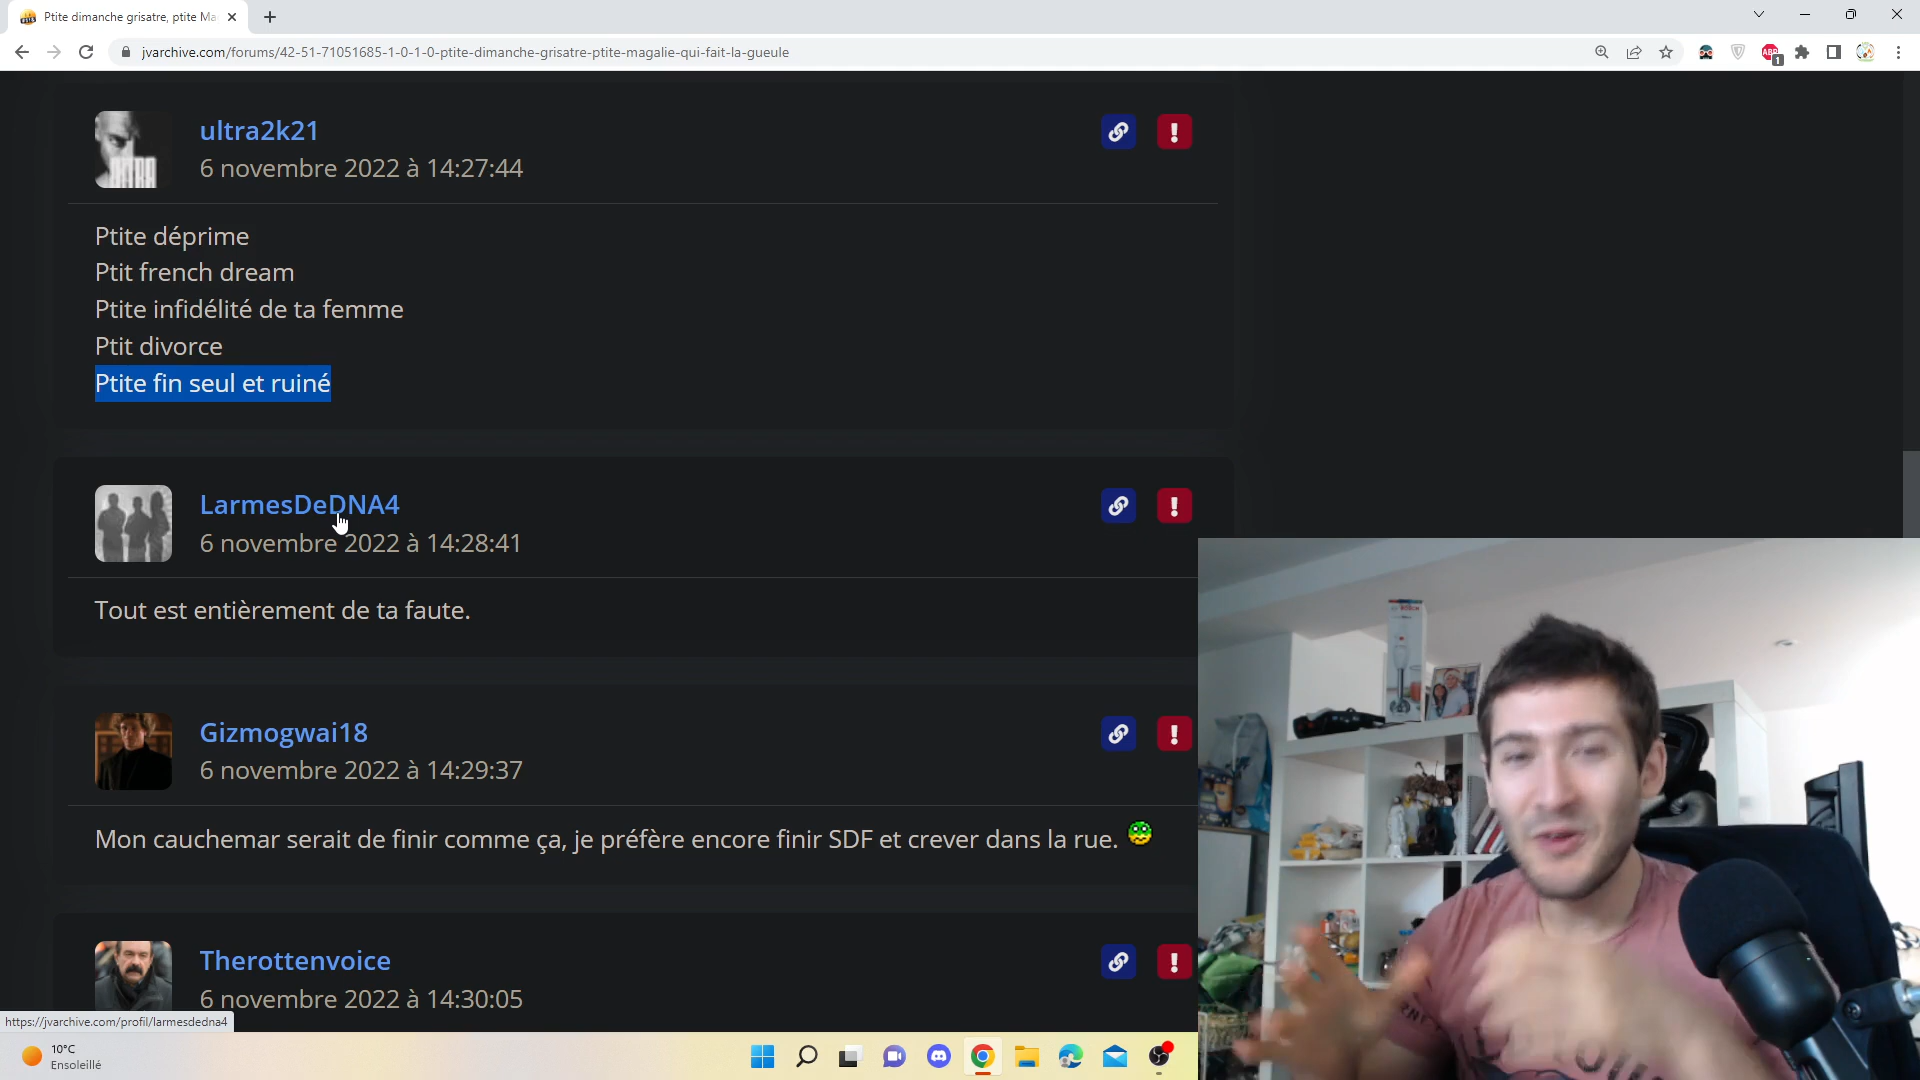 Ptite dimanche grisatre, ptite Ma
jvarchive.com/forums/42-51-71051685-1-0-1-0-ptite-dimanche-grisatre-ptite-magalie-qui-fait-la-gueule
ABP
1
ultra2k21
6 novembre 2022 à 14:27:44
Ptite déprime
Ptit french dream
Ptite infidélité de ta femme
Ptit divorce
Ptite fin seul et ruiné
LarmesDeDNA4
6 novembre 2022 à 14:28:41
Tout est entièrement de ta faute.
Gizmogwai18
6 novembre 2022 à 14:29:37
Mon cauchemar serait de finir comme ça, je préfère encore finir SDF et crever dans la rue.
Therottenvoice
6 novembre 2022 à 14:30:05
https://jvarchive.com/profil/larmesdedna4
10°C
Ensoleillé
BOSCH